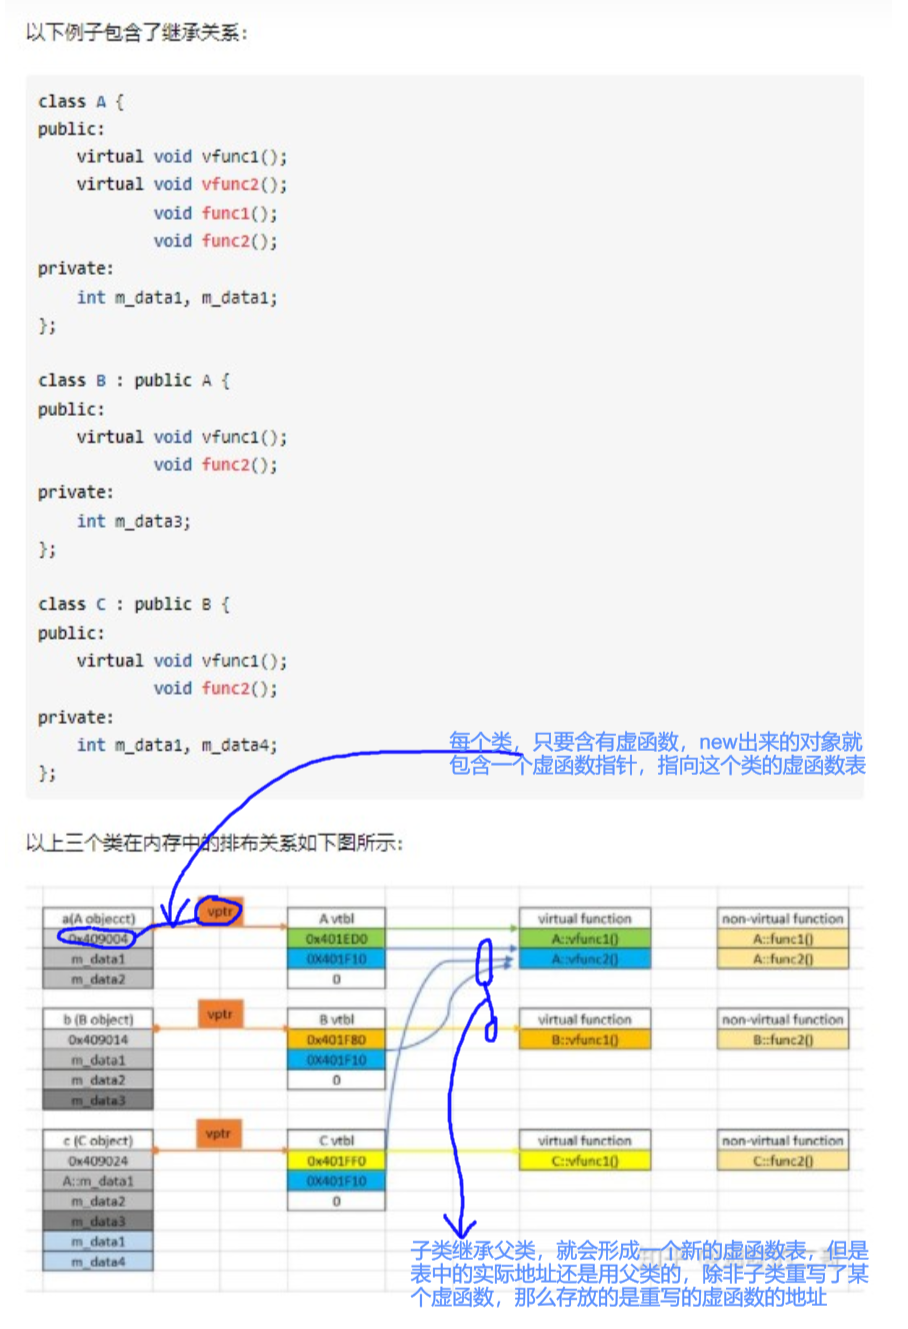 以下例子包含了继承关系：
class A {
public:
virtual void vfunc1();
virtual void vfunc2();
void func1();
void func2();
private:
int m_data1, m_data1;
};
class B : public A {
public:
virtual void vfunc1();
void func2();
private:
int m_data3;
};
class C : public B {
public:
virtual void vfunc1();
void func2();
private:
int m_data1, m_data4;
};
每个类，只要含有虚函数，new出来的对象就
包含一个虚函数指针，指向这个类的虚函数表
以上三个类在内存中的排布关系如下图所示：
a(A objecct) vptr A vtbl virtual function non-virtual function
0x409004 0x401ED0 A::vfunc1() A::func1()
m_data1 0X401F10 A::vfunc2() A::func2()
m_data2 0
b (B object) vptr B vtbl virtual function non-virtual function
0x409014 0x401F80 B::vfunc1() B::func2()
m_data1 0X401F10
m_data2 0
m_data3
c (C object) vptr C vtbl virtual function non-virtual function
0x409024 0x401FF0 C::vfunc1() C::func2()
A::m_data1 0X401F10
m_data2 0
m_data3
m_data1
m_data4
子类继承父类，就会形成一个新的虚函数表，但是
表中的实际地址还是用父类的，除非子类重写了某
个虚函数，那么存放的是重写的虚函数的地址